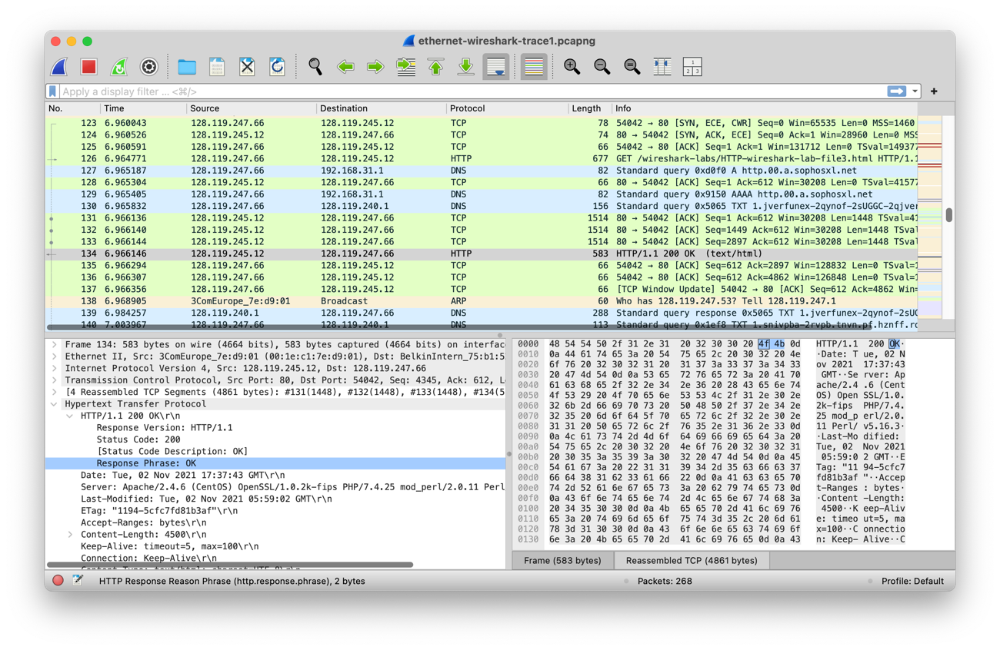 ethernet-wireshark-trace1.pcapng
Apply a display filter ... <⌘/>
No. Time Source Destination Protocol Length Info
123 6.960043 128.119.247.66 128.119.245.12 TCP 78 54042 → 80 [SYN, ECE, CWR] Seq=0 Win=65535 Len=0 MSS=1460
124 6.960526 128.119.245.12 128.119.247.66 TCP 74 80 → 54042 [SYN, ACK, ECE] Seq=0 Ack=1 Win=28960 Len=0 MSS
125 6.960591 128.119.247.66 128.119.245.12 TCP 66 54042 → 80 [ACK] Seq=1 Ack=1 Win=131712 Len=0 TSval=149377
126 6.964771 128.119.247.66 128.119.245.12 HTTP 677 GET /wireshark-labs/HTTP-wireshark-lab-file3.html HTTP/1.1
127 6.965187 128.119.247.66 192.168.31.1 DNS 82 Standard query 0xd0f0 A http.00.a.sophosxl.net
128 6.965304 128.119.245.12 128.119.247.66 TCP 66 80 → 54042 [ACK] Seq=1 Ack=612 Win=30208 Len=0 TSval=41577
129 6.965405 128.119.247.66 192.168.31.1 DNS 82 Standard query 0x9150 AAAA http.00.a.sophosxl.net
130 6.965832 128.119.247.66 128.119.240.1 DNS 156 Standard query 0x5065 TXT 1.jverfunex-2qynof-2sUGGC-2qjver
131 6.966136 128.119.245.12 128.119.247.66 TCP 1514 80 → 54042 [ACK] Seq=1 Ack=612 Win=30208 Len=1448 TSval=41
132 6.966140 128.119.245.12 128.119.247.66 TCP 1514 80 → 54042 [ACK] Seq=1449 Ack=612 Win=30208 Len=1448 TSval
133 6.966144 128.119.245.12 128.119.247.66 TCP 1514 80 → 54042 [ACK] Seq=2897 Ack=612 Win=30208 Len=1448 TSval
134 6.966146 128.119.245.12 128.119.247.66 HTTP 583 HTTP/1.1 200 OK (text/html)
135 6.966294 128.119.247.66 128.119.245.12 TCP 66 54042 → 80 [ACK] Seq=612 Ack=2897 Win=128832 Len=0 TSval=1
136 6.966307 128.119.247.66 128.119.245.12 TCP 66 54042 → 80 [ACK] Seq=612 Ack=4862 Win=126848 Len=0 TSval=1
137 6.966356 128.119.247.66 128.119.245.12 TCP 66 [TCP Window Update] 54042 → 80 [ACK] Seq=612 Ack=4862 Win=
138 6.968905 3ComEurope_7e:d9:01 Broadcast ARP 60 Who has 128.119.247.53? Tell 128.119.247.1
139 6.984257 128.119.240.1 128.119.247.66 DNS 288 Standard query response 0x5065 TXT 1.jverfunex-2qynof-2sUG
140 7.003967 128.119.247.66 128.119.240.1 DNS 113 Standard query 0x1ef8 TXT 1.snivpba-2rvpb.tnvn.pf.hznff.ro
Frame 134: 583 bytes on wire (4664 bits), 583 bytes captured (4664 bits) on interfac
Ethernet II, Src: 3ComEurope_7e:d9:01 (00:1e:c1:7e:d9:01), Dst: BelkinIntern_75:b1:5
Internet Protocol Version 4, Src: 128.119.245.12, Dst: 128.119.247.66
Transmission Control Protocol, Src Port: 80, Dst Port: 54042, Seq: 4345, Ack: 612, L
[4 Reassembled TCP Segments (4861 bytes): #131(1448), #132(1448), #133(1448), #134(5
Hypertext Transfer Protocol
HTTP/1.1 200 OK\r\n
Response Version: HTTP/1.1
Status Code: 200
[Status Code Description: OK]
Response Phrase: OK
Date: Tue, 02 Nov 2021 17:37:43 GMT\r\n
Server: Apache/2.4.6 (CentOS) OpenSSL/1.0.2k-fips PHP/7.4.25 mod_perl/2.0.11 Perl
Last-Modified: Tue, 02 Nov 2021 05:59:02 GMT\r\n
ETag: "1194-5cfc7fd81b3af"\r\n
Accept-Ranges: bytes\r\n
Content-Length: 4500\r\n
Keep-Alive: timeout=5, max=100\r\n
Connection: Keep-Alive\r\n
0000 48 54 54 50 2f 31 2e 31 20 32 30 30 20 4f 4b 0d HTTP/1.1 200 OK·
0010 0a 44 61 74 65 3a 20 54 75 65 2c 20 30 32 20 4e ·Date: T ue, 02 N
0020 6f 76 20 32 30 32 31 20 31 37 3a 33 37 3a 34 33 ov 2021 17:37:43
0030 20 47 4d 54 0d 0a 53 65 72 76 65 72 3a 20 41 70 GMT··Se rver: Ap
0040 61 63 68 65 2f 32 2e 34 2e 36 20 28 43 65 6e 74 ache/2.4 .6 (Cent
0050 4f 53 29 20 4f 70 65 6e 53 53 4c 2f 31 2e 30 2e OS) Open SSL/1.0.
0060 32 6b 2d 66 69 70 73 20 50 48 50 2f 37 2e 34 2e 2k-fips PHP/7.4.
0070 32 35 20 6d 6f 64 5f 70 65 72 6c 2f 32 2e 30 2e 25 mod_p erl/2.0.
0080 31 31 20 50 65 72 6c 2f 76 35 2e 31 36 2e 33 0d 11 Perl/ v5.16.3·
0090 0a 4c 61 73 74 2d 4d 6f 64 69 66 69 65 64 3a 20 ·Last-Mo dified:
00a0 54 75 65 2c 20 30 32 20 4e 6f 76 20 32 30 32 31 Tue, 02 Nov 2021
00b0 20 30 35 3a 35 39 3a 30 32 20 47 4d 54 0d 0a 45 05:59:0 2 GMT··E
00c0 54 61 67 3a 20 22 31 31 39 34 2d 35 63 66 63 37 Tag: "11 94-5cfc7
00d0 66 64 38 31 62 33 61 66 22 0d 0a 41 63 63 65 70 fd81b3af "··Accep
00e0 74 2d 52 61 6e 67 65 73 3a 20 62 79 74 65 73 0d t-Ranges : bytes·
00f0 0a 43 6f 6e 74 65 6e 74 2d 4c 65 6e 67 74 68 3a ·Content -Length:
0100 20 34 35 30 30 0d 0a 4b 65 65 70 2d 41 6c 69 76 4500··K eep-Aliv
0110 65 3a 20 74 69 6d 65 6f 75 74 3d 35 2c 20 6d 61 e: timeo ut=5, ma
0120 78 3d 31 30 30 0d 0a 43 6f 6e 6e 65 63 74 69 6f x=100··C onnectio
0130 6e 3a 20 4b 65 65 70 2d 41 6c 69 76 65 0d 0a 43 n: Keep- Alive··C
Frame (583 bytes) Reassembled TCP (4861 bytes)
HTTP Response Reason Phrase (http.response.phrase), 2 bytes Packets: 268 Profile: Default